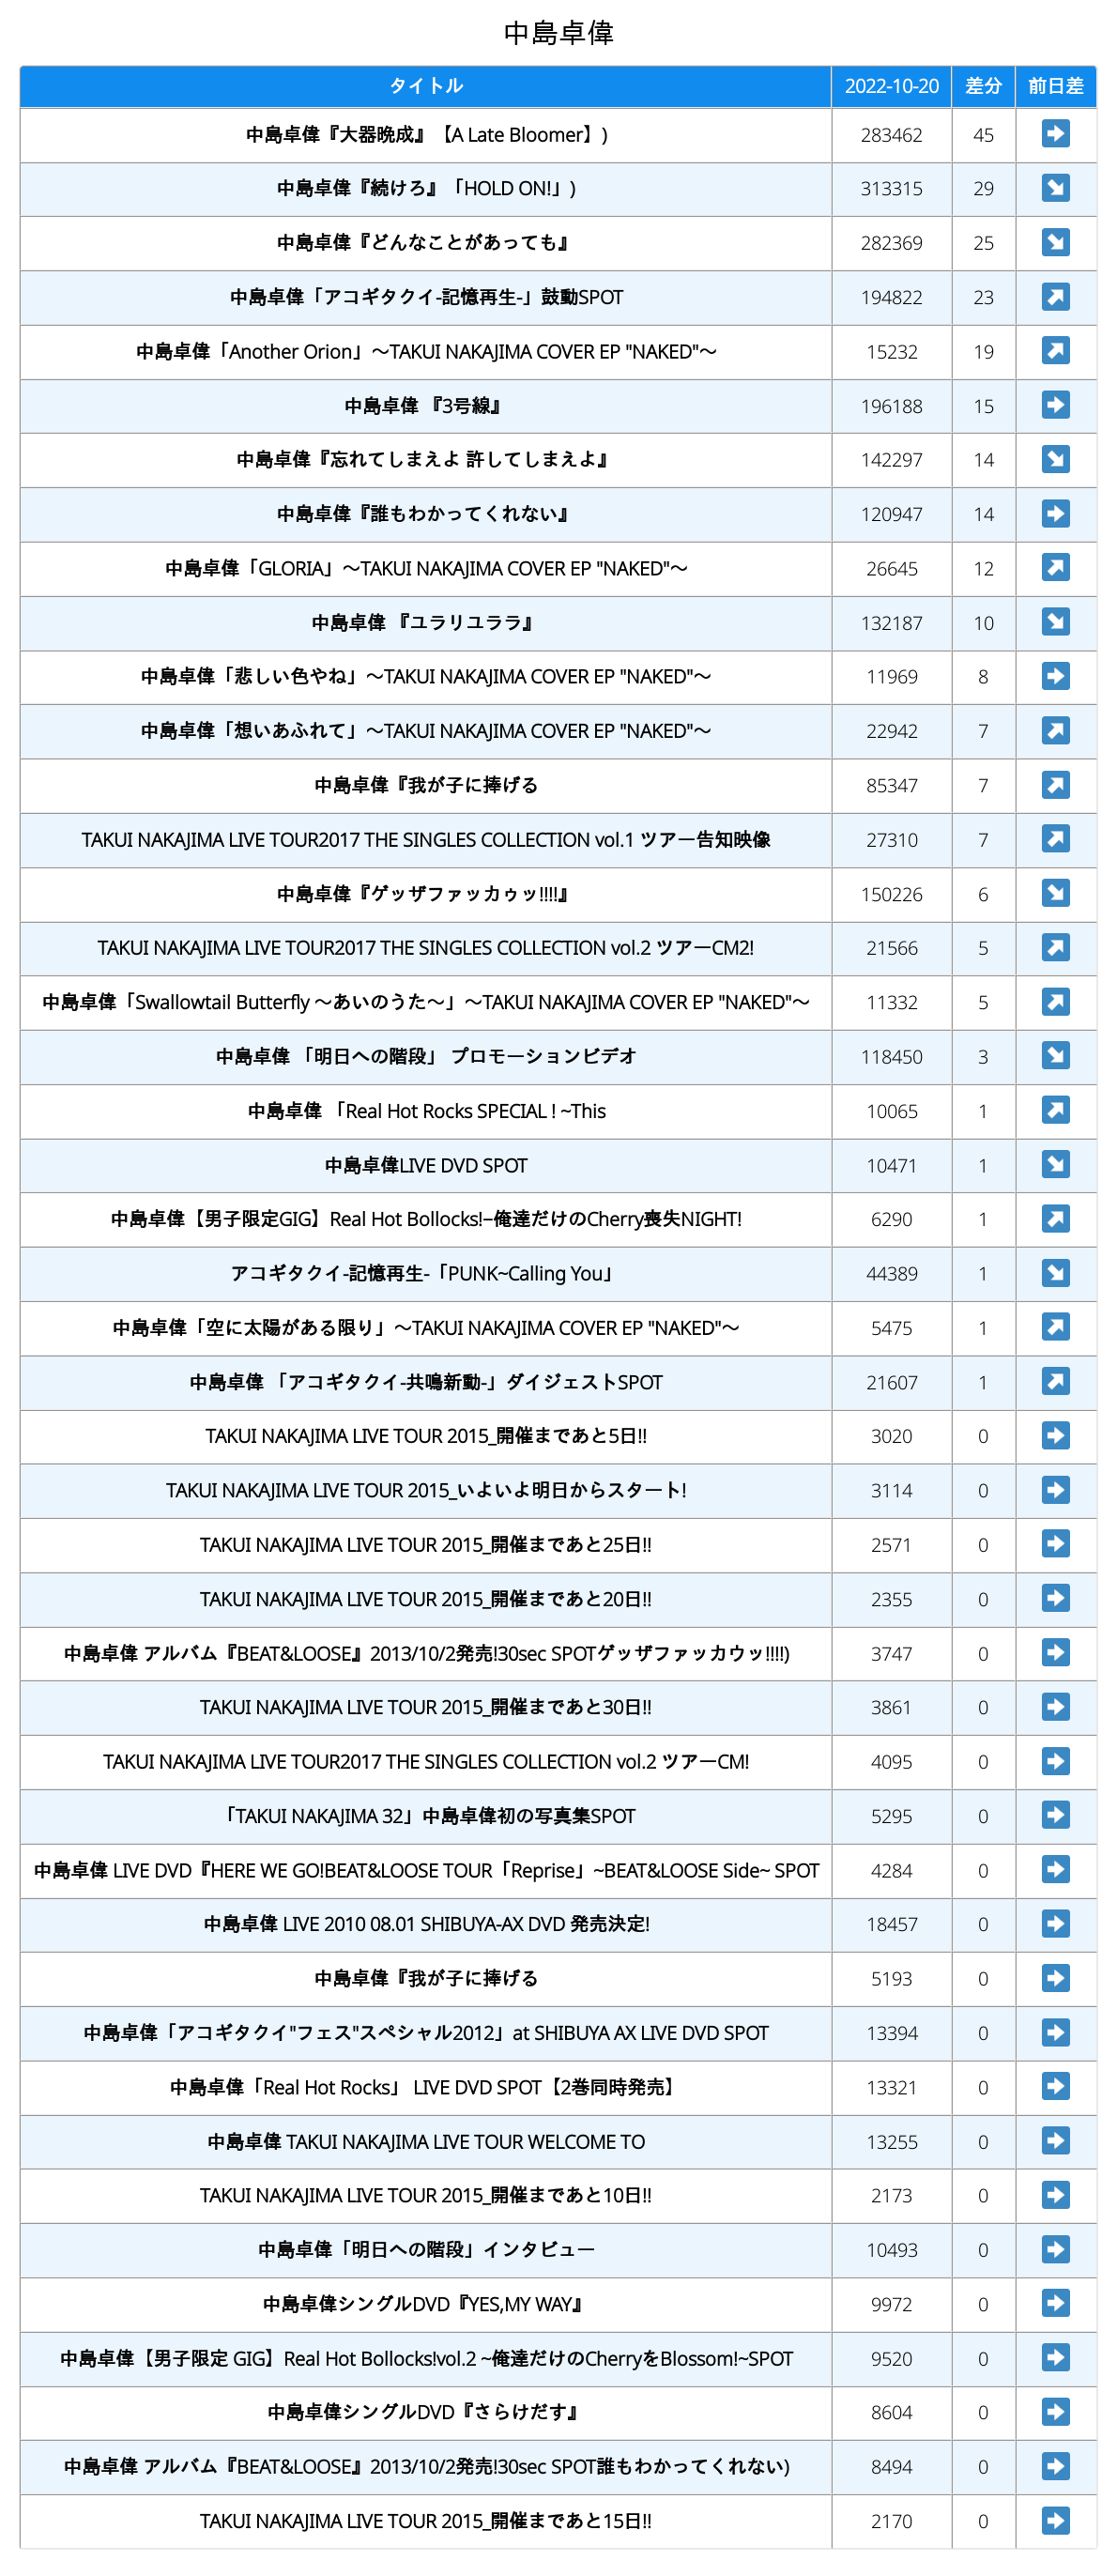 中島卓偉
タイトル 2022-10-20 差分 前日差
中島卓偉『大器晩成』【A Late Bloomer】) 283462 45 ➡
中島卓偉『続けろ』「HOLD ON!」) 313315 29 ↘
中島卓偉『どんなことがあっても』 282369 25 ↘
中島卓偉「アコギタクイ-記憶再生-」鼓動SPOT 194822 23 ↗
中島卓偉「Another Orion」〜TAKUI NAKAJIMA COVER EP "NAKED"〜 15232 19 ↗
中島卓偉 『3号線』 196188 15 ➡
中島卓偉『忘れてしまえよ 許してしまえよ』 142297 14 ↘
中島卓偉『誰もわかってくれない』 120947 14 ➡
中島卓偉「GLORIA」〜TAKUI NAKAJIMA COVER EP "NAKED"〜 26645 12 ↗
中島卓偉 『ユラリユララ』 132187 10 ↘
中島卓偉「悲しい色やね」〜TAKUI NAKAJIMA COVER EP "NAKED"〜 11969 8 ➡
中島卓偉「想いあふれて」〜TAKUI NAKAJIMA COVER EP "NAKED"〜 22942 7 ↗
中島卓偉『我が子に捧げる 85347 7 ↗
TAKUI NAKAJIMA LIVE TOUR2017 THE SINGLES COLLECTION vol.1 ツアー告知映像 27310 7 ↗
中島卓偉『ゲッザファッカゥッ!!!!』 150226 6 ↘
TAKUI NAKAJIMA LIVE TOUR2017 THE SINGLES COLLECTION vol.2 ツアーCM2! 21566 5 ↗
中島卓偉「Swallowtail Butterfly 〜あいのうた〜」〜TAKUI NAKAJIMA COVER EP "NAKED"〜 11332 5 ↗
中島卓偉 「明日への階段」 プロモーションビデオ 118450 3 ↘
中島卓偉 「Real Hot Rocks SPECIAL ! ~This 10065 1 ↗
中島卓偉LIVE DVD SPOT 10471 1 ↘
中島卓偉【男子限定GIG】Real Hot Bollocks!−俺達だけのCherry喪失NIGHT! 6290 1 ↗
アコギタクイ-記憶再生-「PUNK~Calling You」 44389 1 ↘
中島卓偉「空に太陽がある限り」〜TAKUI NAKAJIMA COVER EP "NAKED"〜 5475 1 ↗
中島卓偉 「アコギタクイ-共鳴新動-」ダイジェストSPOT 21607 1 ↗
TAKUI NAKAJIMA LIVE TOUR 2015_開催まであと5日!! 3020 0 ➡
TAKUI NAKAJIMA LIVE TOUR 2015_いよいよ明日からスタート! 3114 0 ➡
TAKUI NAKAJIMA LIVE TOUR 2015_開催まであと25日!! 2571 0 ➡
TAKUI NAKAJIMA LIVE TOUR 2015_開催まであと20日!! 2355 0 ➡
中島卓偉 アルバム『BEAT&LOOSE』2013/10/2発売!30sec SPOTゲッザファッカウッ!!!!) 3747 0 ➡
TAKUI NAKAJIMA LIVE TOUR 2015_開催まであと30日!! 3861 0 ➡
TAKUI NAKAJIMA LIVE TOUR2017 THE SINGLES COLLECTION vol.2 ツアーCM! 4095 0 ➡
「TAKUI NAKAJIMA 32」中島卓偉初の写真集SPOT 5295 0 ➡
中島卓偉 LIVE DVD『HERE WE GO!BEAT&LOOSE TOUR「Reprise」~BEAT&LOOSE Side~ SPOT 4284 0 ➡
中島卓偉 LIVE 2010 08.01 SHIBUYA-AX DVD 発売決定! 18457 0 ➡
中島卓偉『我が子に捧げる 5193 0 ➡
中島卓偉「アコギタクイ"フェス"スペシャル2012」at SHIBUYA AX LIVE DVD SPOT 13394 0 ➡
中島卓偉「Real Hot Rocks」 LIVE DVD SPOT【2巻同時発売】 13321 0 ➡
中島卓偉 TAKUI NAKAJIMA LIVE TOUR WELCOME TO 13255 0 ➡
TAKUI NAKAJIMA LIVE TOUR 2015_開催まであと10日!! 2173 0 ➡
中島卓偉「明日への階段」インタビュー 10493 0 ➡
中島卓偉シングルDVD『YES,MY WAY』 9972 0 ➡
中島卓偉【男子限定 GIG】Real Hot Bollocks!vol.2 ~俺達だけのCherryをBlossom!~SPOT 9520 0 ➡
中島卓偉シングルDVD『さらけだす』 8604 0 ➡
中島卓偉 アルバム『BEAT&LOOSE』2013/10/2発売!30sec SPOT誰もわかってくれない) 8494 0 ➡
TAKUI NAKAJIMA LIVE TOUR 2015_開催まであと15日!! 2170 0 ➡